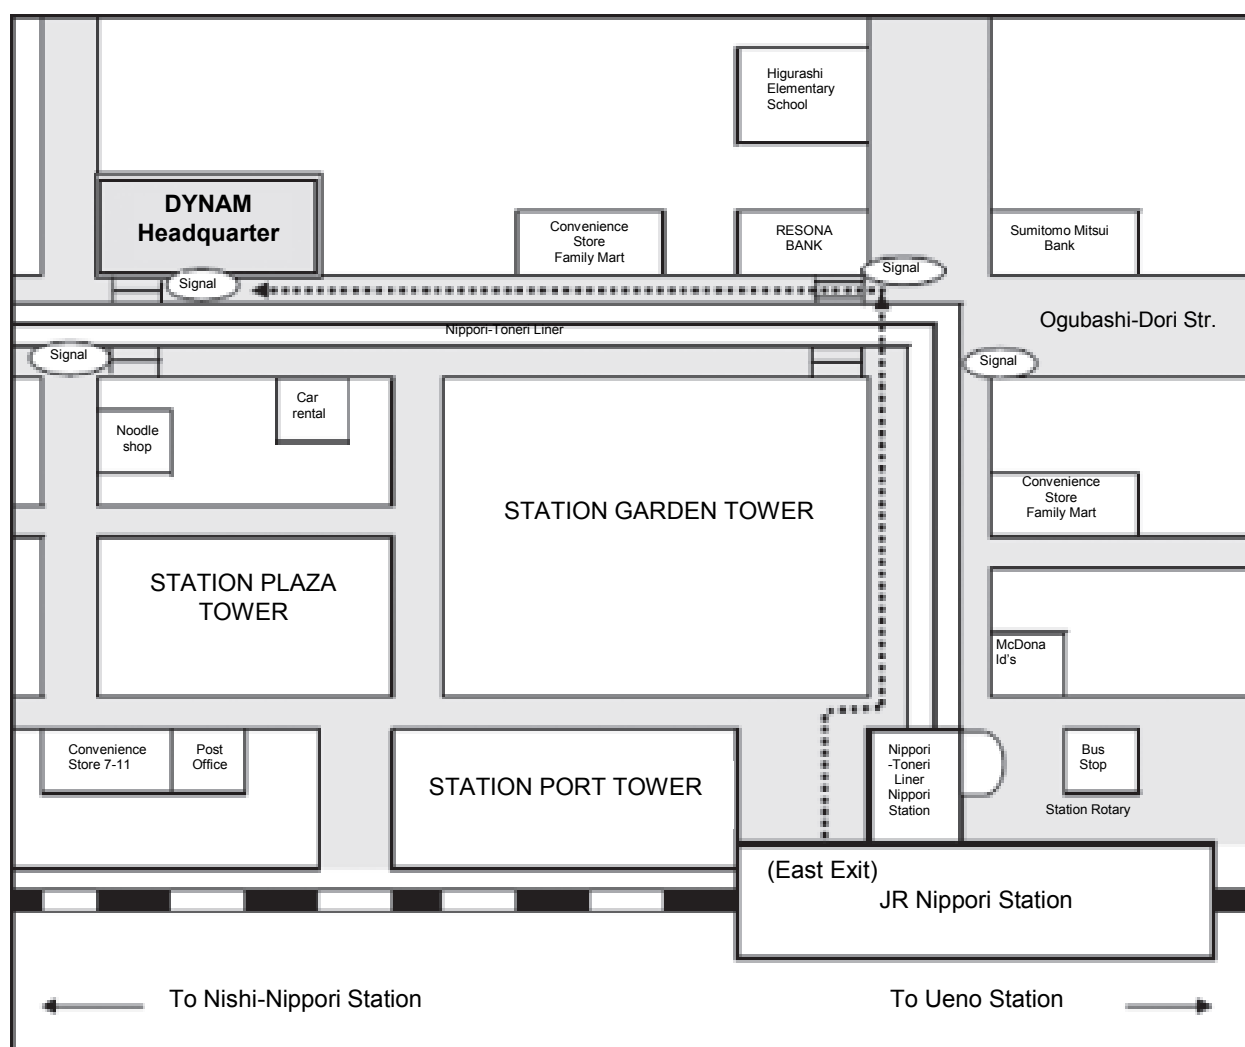 Higurashi
Elementary
School
DYNAM
Headquarter
Convenience
Store
Family Mart
RESONA
BANK
Sumitomo Mitsui
Bank
Signal
Signal
Nippori-Toneri Liner
Ogubashi-Dori Str.
Signal
Signal
Car
rental
Noodle
shop
STATION GARDEN TOWER
Convenience
Store
Family Mart
STATION PLAZA
TOWER
McDona
ld's
Convenience
Store 7-11
Post
Office
STATION PORT TOWER
Nippori
-Toneri
Liner
Nippori
Station
Bus
Stop
Station Rotary
(East Exit)
JR Nippori Station
To Nishi-Nippori Station
To Ueno Station